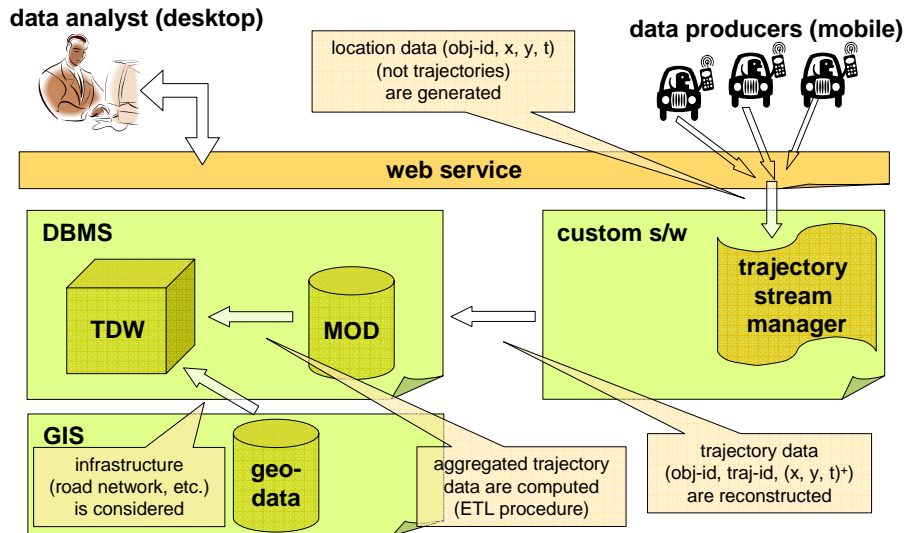 data analyst (desktop)
location data (obj-id, x, y, t)
(not trajectories)
are generated
data producers (mobile)
web service
DBMS
TDW
MOD
custom s/w
trajectory
stream
manager
GIS
infrastructure
(road network, etc.)
is considered
geo-
data
aggregated trajectory
data are computed
(ETL procedure)
trajectory data
(obj-id, traj-id, (x, y, t)⁺)
are reconstructed